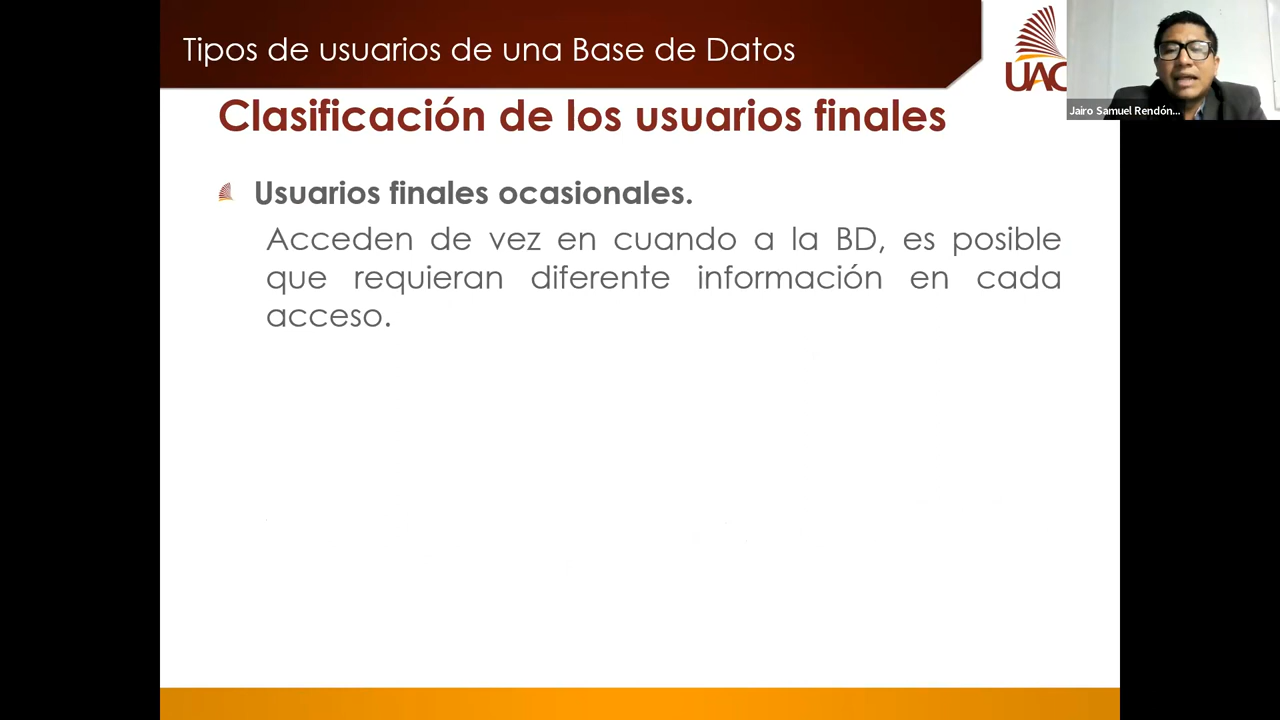 Tipos de usuarios de una Base de Datos
UAC
Jairo Samuel Rendón...
Clasificación de los usuarios finales
Usuarios finales ocasionales.
Acceden de vez en cuando a la BD, es posible
que requieran diferente información en cada
acceso.